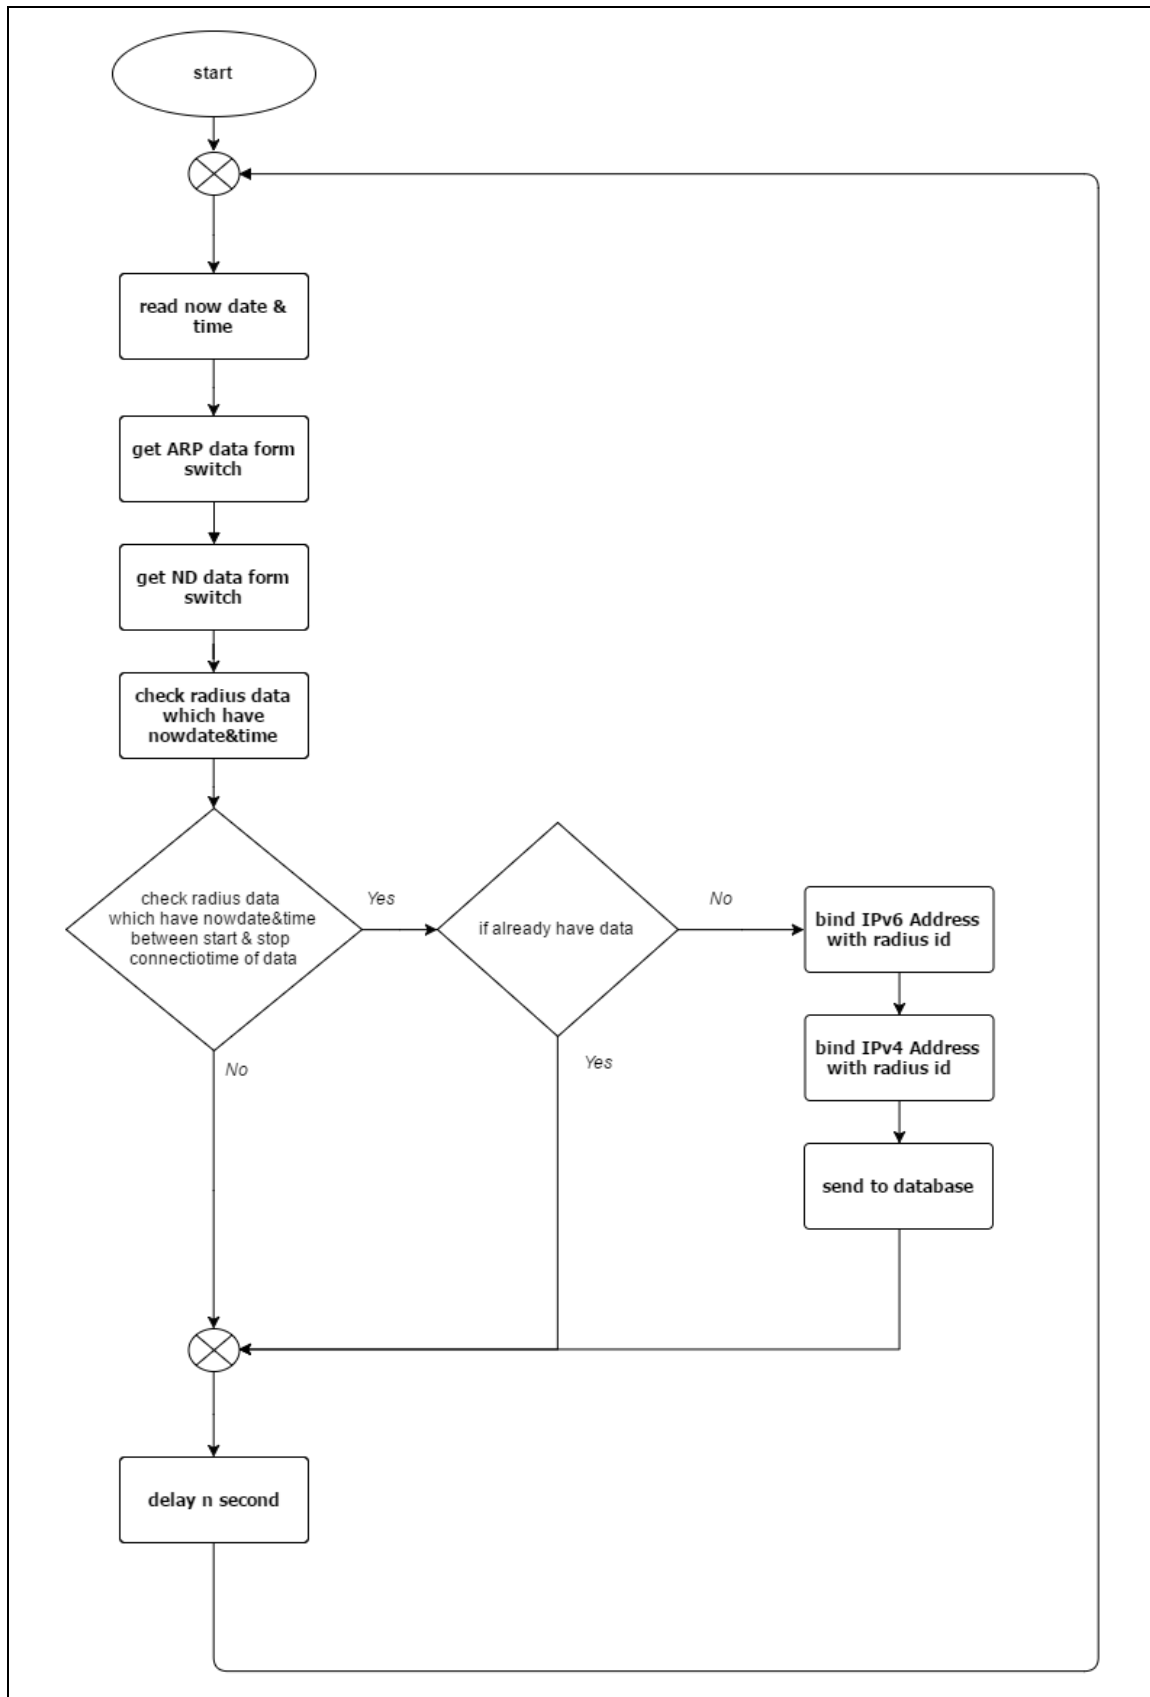 start
read now date &
time
get ARP data form
switch
get ND data form
switch
check radius data
which have
nowdate&time
check radius data
which have nowdate&time
between start & stop
connectiotime of data
Yes
if already have data
No
bind IPv6 Address
with radius id
bind IPv4 Address
with radius id
No
Yes
send to database
delay n second